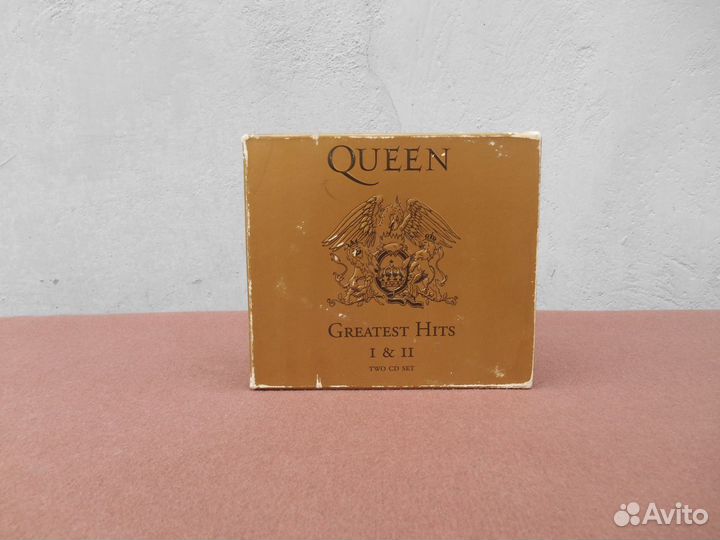 QUEEN
GREATEST HITS
I & II
TWO CD SET
Avito